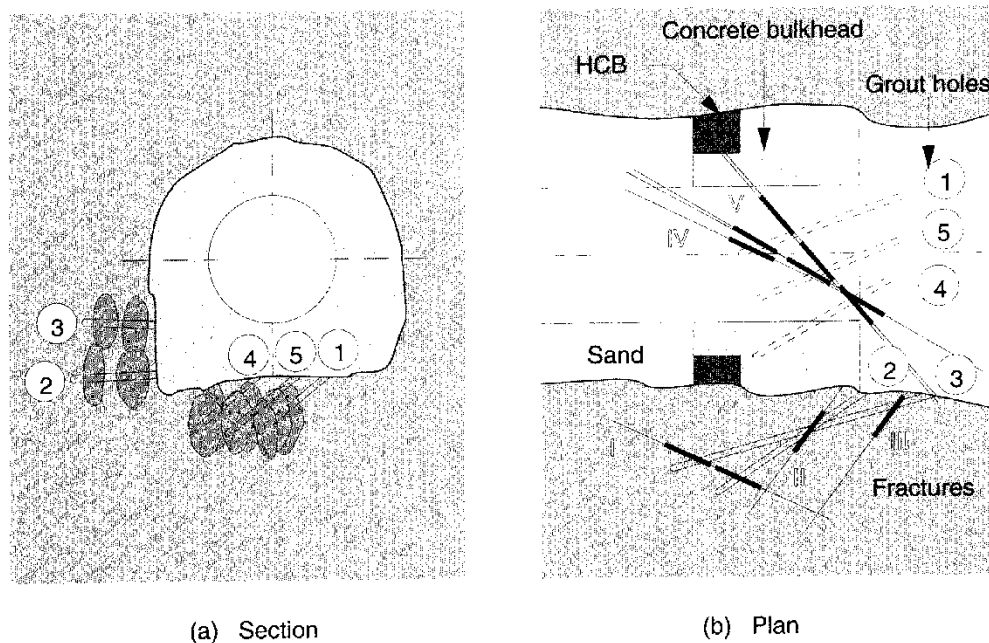 3
2
4 5 1
(a) Section
Concrete bulkhead
HCB
Grout holes
1
V
5
IV
4
Sand
2
3
I
II
III
Fractures
(b) Plan